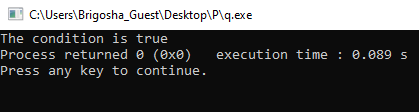 C:\Users\Brigosha_Guest\Desktop\P\q.exe
The condition is true
Process returned 0 (0x0)   execution time : 0.089 s
Press any key to continue.